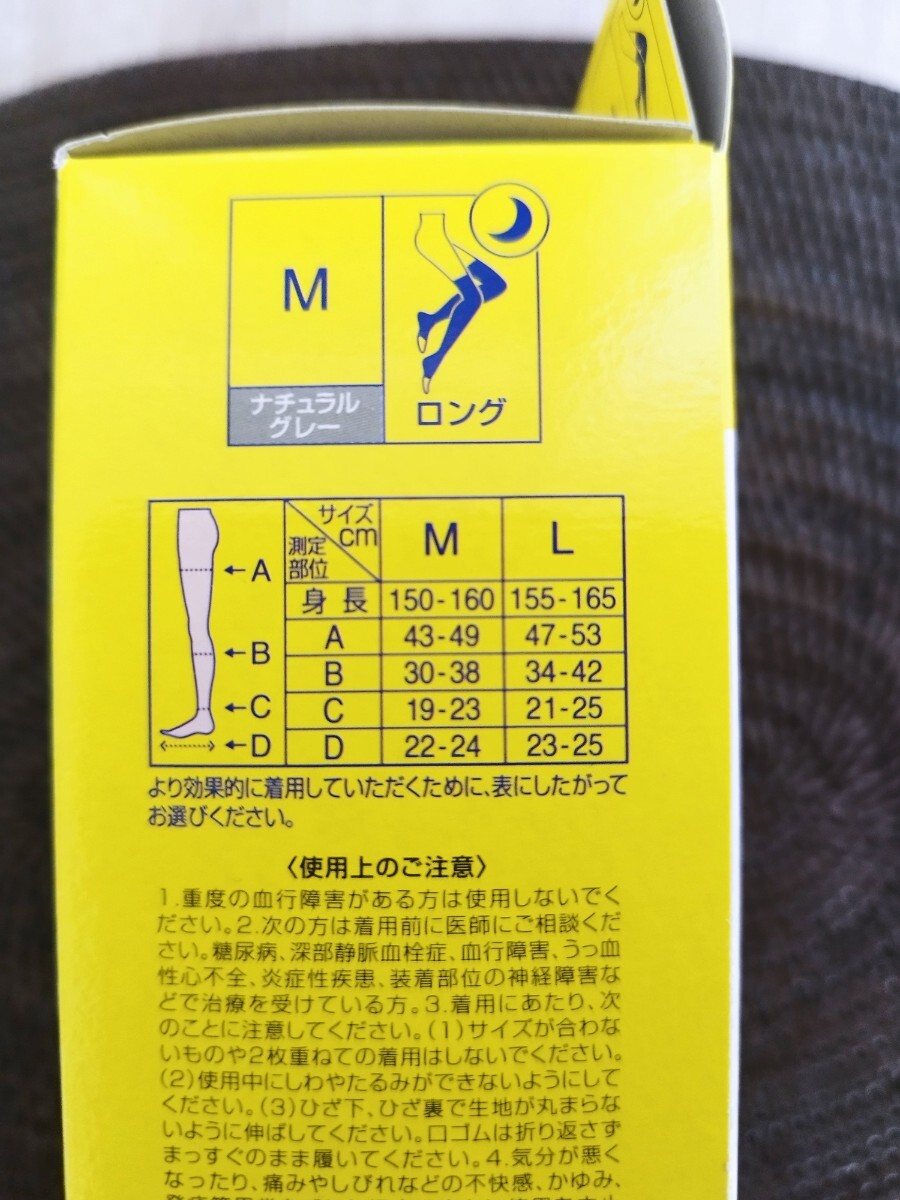 M
ナチュラル
グレー
ロング
サイズ
cm
測定
部位
M
L
身長 150-160 155-165
A 43-49 47-53
B 30-38 34-42
C 19-23 21-25
D 22-24 23-25
←A
←B
←C
←D
より効果的に着用していただくために、表にしたがって
お選びください。
〈使用上のご注意〉
1.重度の血行障害がある方は使用しないでく
ださい。2.次の方は着用前に医師にご相談くだ
さい。糖尿病、深部静脈血栓症、血行障害、うっ血
性心不全、炎症性疾患、装着部位の神経障害な
どで治療を受けている方。3.着用にあたり、次
のことに注意してください。(1)サイズが合わな
いものや2枚重ねての着用はしないでください。
(2)使用中にしわやたるみができないようにして
ください。(3)ひざ下、ひざ裏で生地が丸まらな
いように伸ばしてください。口ゴムは折り返さず
まっすぐのまま履いてください。4.気分が悪く
なったり、痛みやしびれなどの不快感、かゆみ、